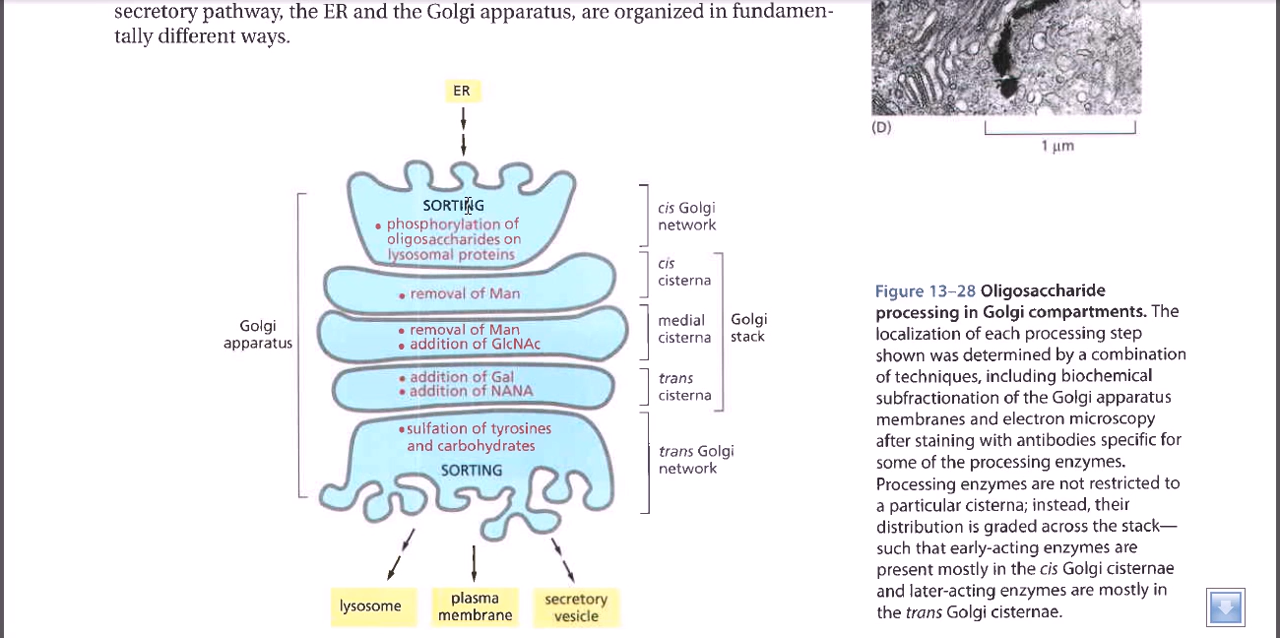 secretory pathway, the ER and the Golgi apparatus, are organized in fundamen-
tally different ways.
(D)
1 μm
ER
SORTING
• phosphorylation of
oligosaccharides on
lysosomal proteins
• removal of Man
• removal of Man
• addition of GlcNAc
• addition of Gal
• addition of NANA
• sulfation of tyrosines
and carbohydrates
SORTING
Golgi
apparatus
cis Golgi
network
cis
cisterna
medial
cisterna
trans
cisterna
Golgi
stack
trans Golgi
network
lysosome
plasma
membrane
secretory
vesicle
Figure 13–28 Oligosaccharide
processing in Golgi compartments. The
localization of each processing step
shown was determined by a combination
of techniques, including biochemical
subfractionation of the Golgi apparatus
membranes and electron microscopy
after staining with antibodies specific for
some of the processing enzymes.
Processing enzymes are not restricted to
a particular cisterna; instead, their
distribution is graded across the stack—
such that early-acting enzymes are
present mostly in the cis Golgi cisternae
and later-acting enzymes are mostly in
the trans Golgi cisternae.